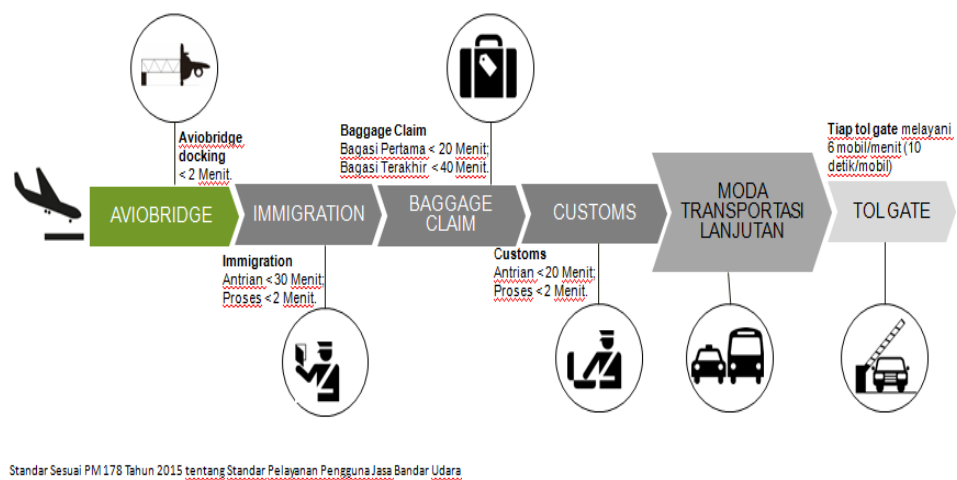 Aviobridge
docking
< 2 Menit.
Baggage Claim
Bagasi Pertama < 20 Menit;
Bagasi Terakhir < 40 Menit.
Tiap tol gate melayani
6 mobil/menit (10
detik/mobil)
AVIOBRIDGE
IMMIGRATION
BAGGAGE
CLAIM
CUSTOMS
MODA
TRANSPORTASI
LANJUTAN
TOL GATE
Immigration
Antrian <30 Menit;
Proses <2 Menit.
Customs
Antrian <20 Menit;
Proses <2 Menit.
Standar Sesuai PM 178 Tahun 2015 tentang Standar Pelayanan Pengguna Jasa Bandar Udara